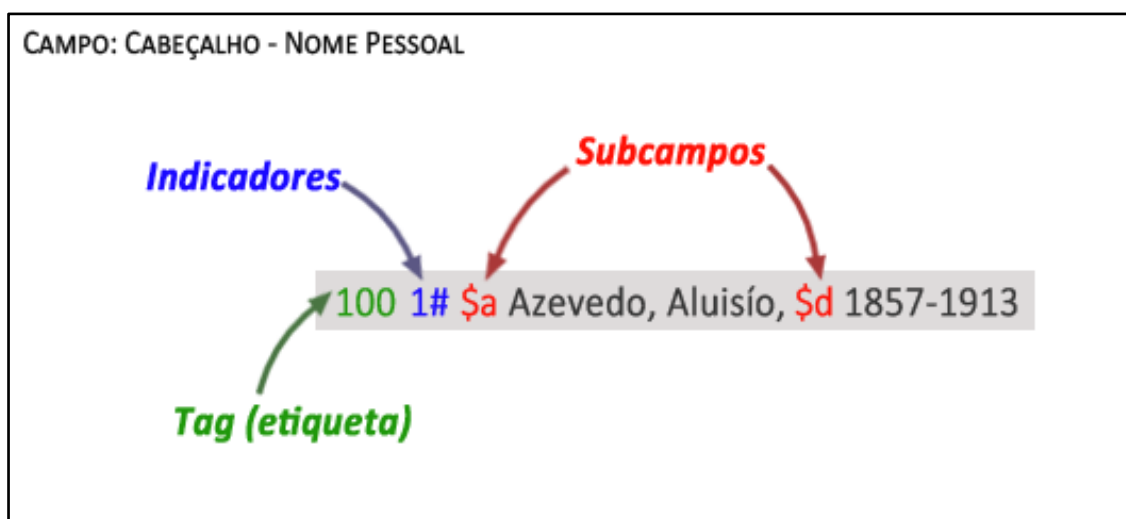 CAMPO: CABEÇALHO - NOME PESSOAL
Subcampos
Indicadores
100 1# $a Azevedo, Aluisío, $d 1857-1913
Tag (etiqueta)